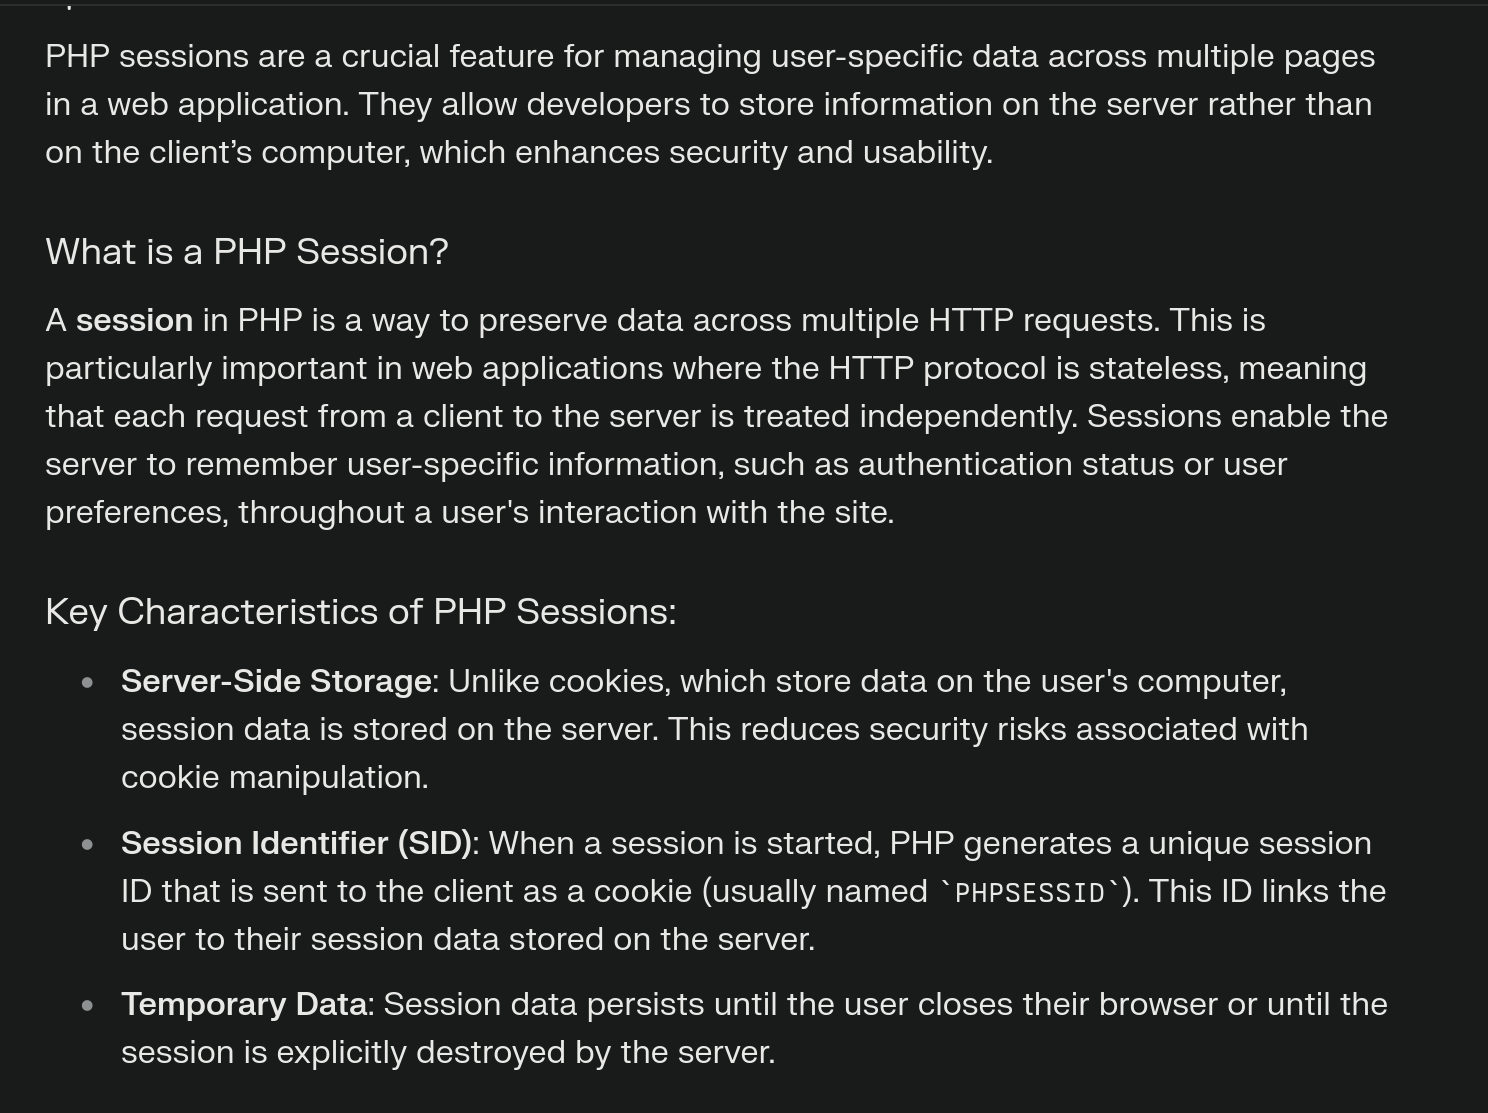 PHP sessions are a crucial feature for managing user-specific data across multiple pages
in a web application. They allow developers to store information on the server rather than
on the client’s computer, which enhances security and usability.
What is a PHP Session?
A session in PHP is a way to preserve data across multiple HTTP requests. This is
particularly important in web applications where the HTTP protocol is stateless, meaning
that each request from a client to the server is treated independently. Sessions enable the
server to remember user-specific information, such as authentication status or user
preferences, throughout a user's interaction with the site.
Key Characteristics of PHP Sessions:
Server-Side Storage: Unlike cookies, which store data on the user's computer,
session data is stored on the server. This reduces security risks associated with
cookie manipulation.
Session Identifier (SID): When a session is started, PHP generates a unique session
ID that is sent to the client as a cookie (usually named `PHPSESSID`). This ID links the
user to their session data stored on the server.
Temporary Data: Session data persists until the user closes their browser or until the
session is explicitly destroyed by the server.